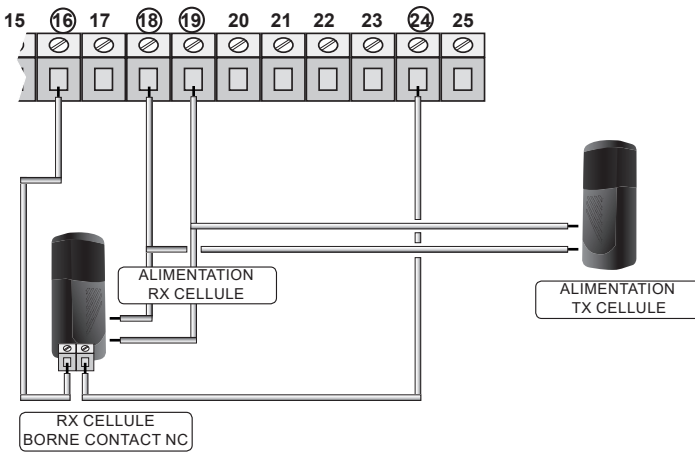 15 16 17 18 19 20 21 22 23 24 25
ALIMENTATION
RX CELLULE
ALIMENTATION
TX CELLULE
RX CELLULE
BORNE CONTACT NC